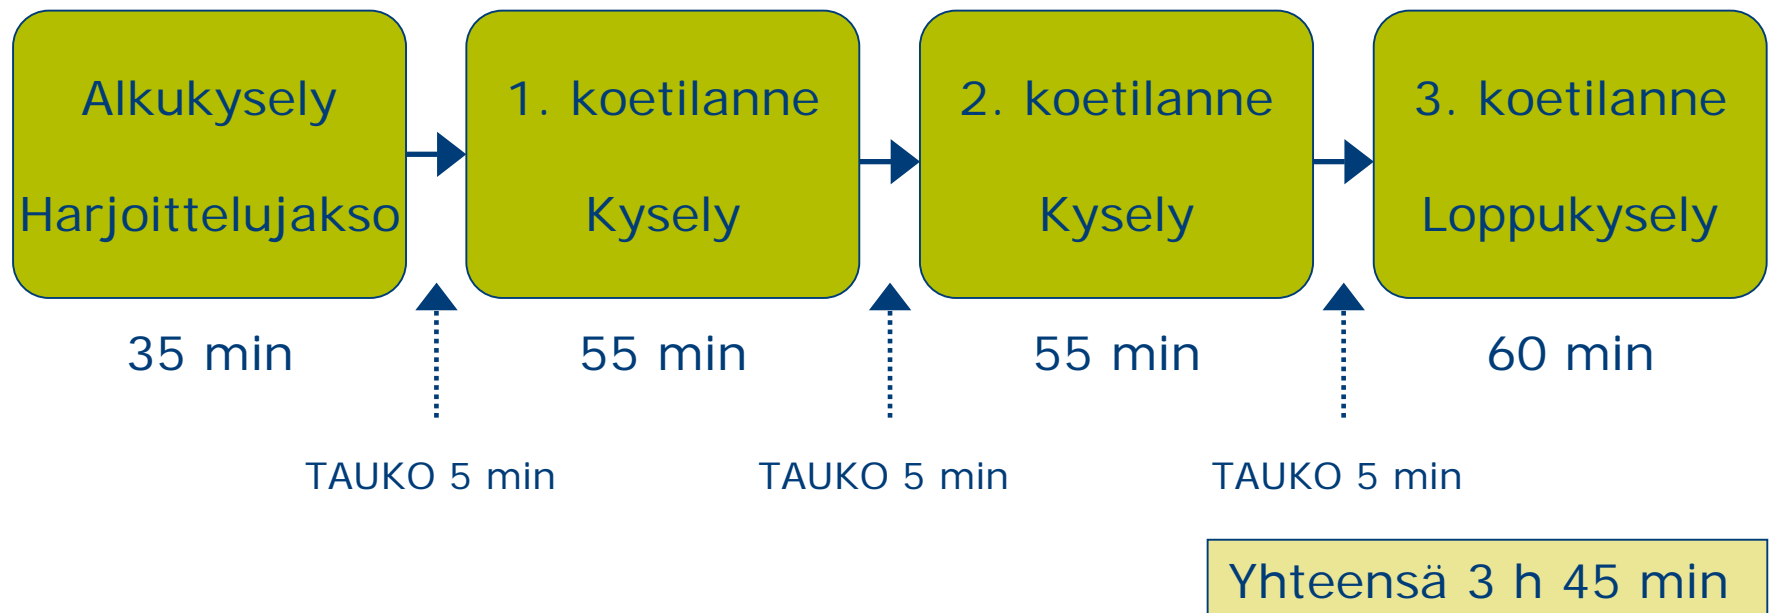 Alkukysely
Harjoittelujakso
35 min
TAUKO 5 min
1. koetilanne
Kysely
55 min
TAUKO 5 min
2. koetilanne
Kysely
55 min
TAUKO 5 min
3. koetilanne
Loppukysely
60 min
Yhteensä 3 h 45 min